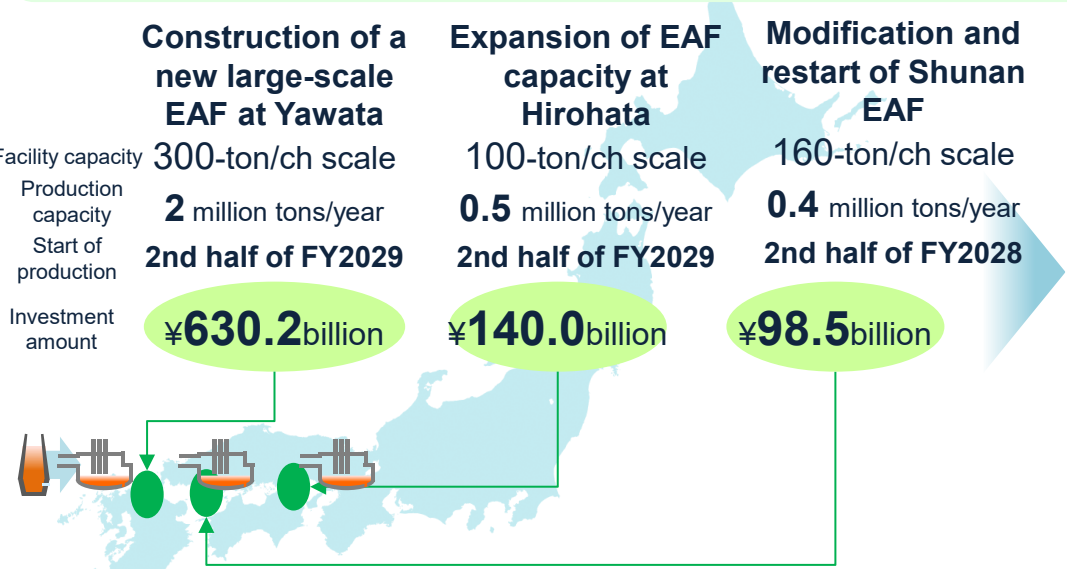 Construction of a
new large-scale
EAF at Yawata
Expansion of EAF
capacity at
Hirohata
Modification and
restart of Shunan
EAF
Facility capacity 300-ton/ch scale 100-ton/ch scale 160-ton/ch scale
Production
capacity
2 million tons/year 0.5 million tons/year 0.4 million tons/year
Start of
production
2nd half of FY2029 2nd half of FY2029 2nd half of FY2028
Investment
amount
¥630.2billion ¥140.0billion ¥98.5billion